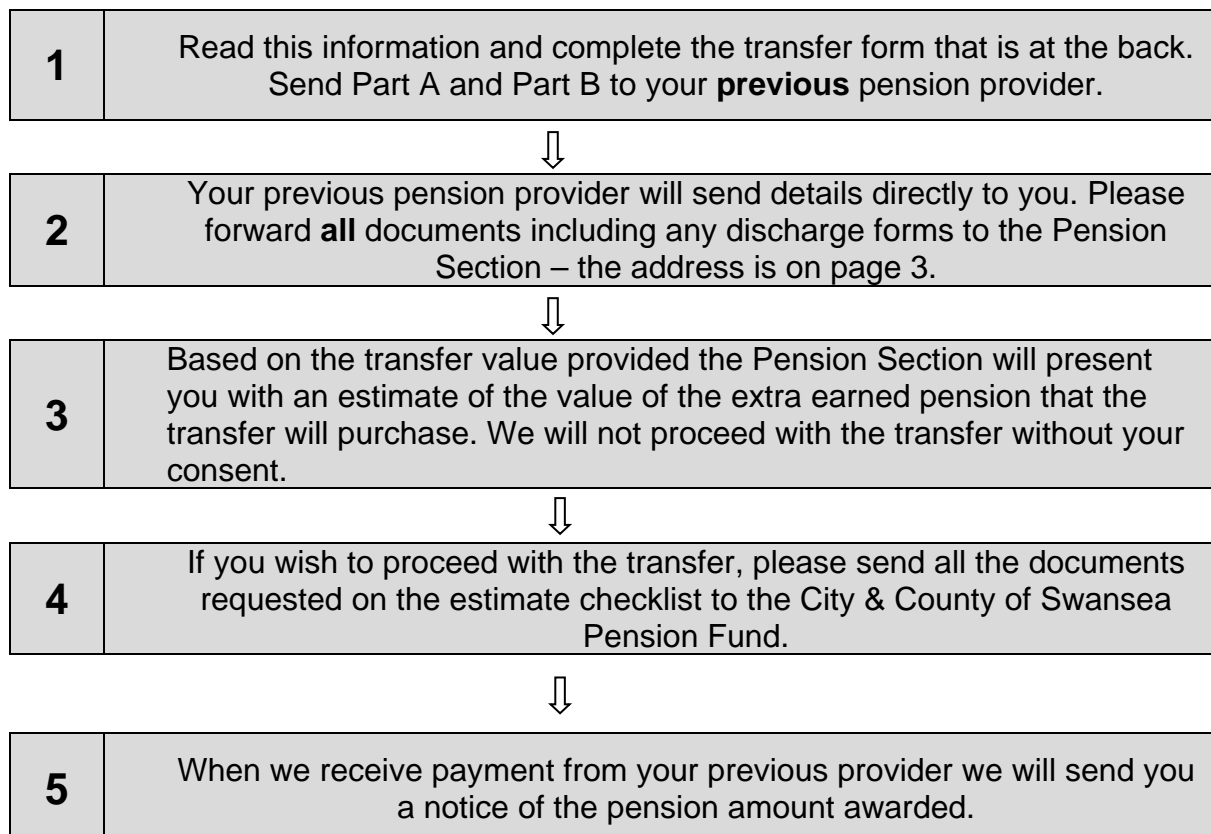 1
Read this information and complete the transfer form that is at the back.
Send Part A and Part B to your previous pension provider.
⇩
2
Your previous pension provider will send details directly to you. Please
forward all documents including any discharge forms to the Pension
Section – the address is on page 3.
⇩
3
Based on the transfer value provided the Pension Section will present
you with an estimate of the value of the extra earned pension that the
transfer will purchase. We will not proceed with the transfer without your
consent.
⇩
4
If you wish to proceed with the transfer, please send all the documents
requested on the estimate checklist to the City & County of Swansea
Pension Fund.
⇩
5
When we receive payment from your previous provider we will send you
a notice of the pension amount awarded.